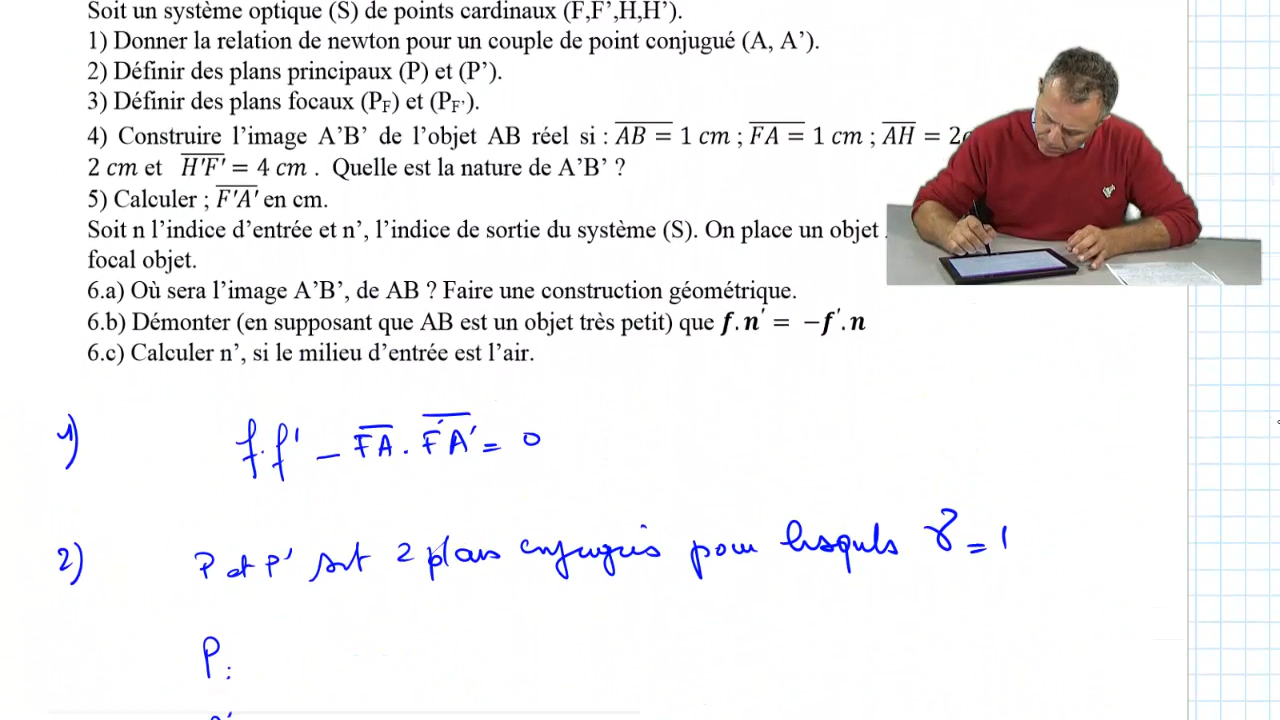 Soit un système optique (S) de points cardinaux (F,F’,H,H’).
1) Donner la relation de newton pour un couple de point conjugué (A, A’).
2) Définir des plans principaux (P) et (P’).
3) Définir des plans focaux (P_F) et (P_F’).
4) Construire l’image A’B’ de l’objet AB réel si : AB = 1 cm ; FA = 1 cm ; AH = 2
2 cm et H'F' = 4 cm . Quelle est la nature de A’B’ ?
5) Calculer ; F'A' en cm.
Soit n l’indice d’entrée et n’, l’indice de sortie du système (S). On place un objet
focal objet.
6.a) Où sera l’image A’B’, de AB ? Faire une construction géométrique.
6.b) Démonter (en supposant que AB est un objet très petit) que f.n' = −f'.n
6.c) Calculer n’, si le milieu d’entrée est l’air.
1) f.f' - FA . F'A' = 0
2) P et P' sont 2 plans conjugués pour lesquels γ = 1
P :